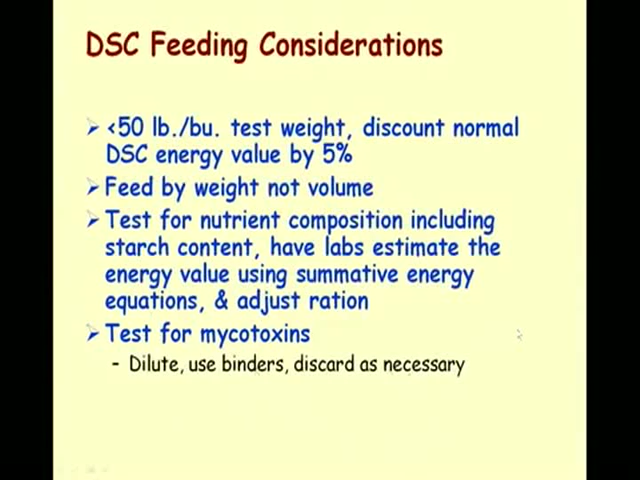 DSC Feeding Considerations
<50 lb./bu. test weight, discount normal
DSC energy value by 5%
Feed by weight not volume
Test for nutrient composition including
starch content, have labs estimate the
energy value using summative energy
equations, & adjust ration
Test for mycotoxins
- Dilute, use binders, discard as necessary